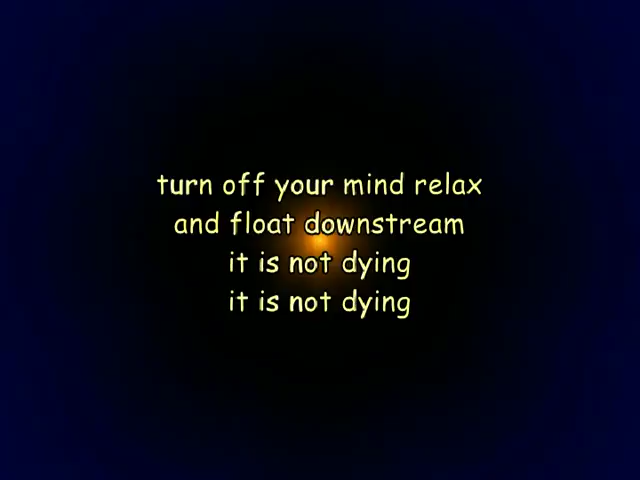 turn off your mind relax
and float downstream
it is not dying
it is not dying